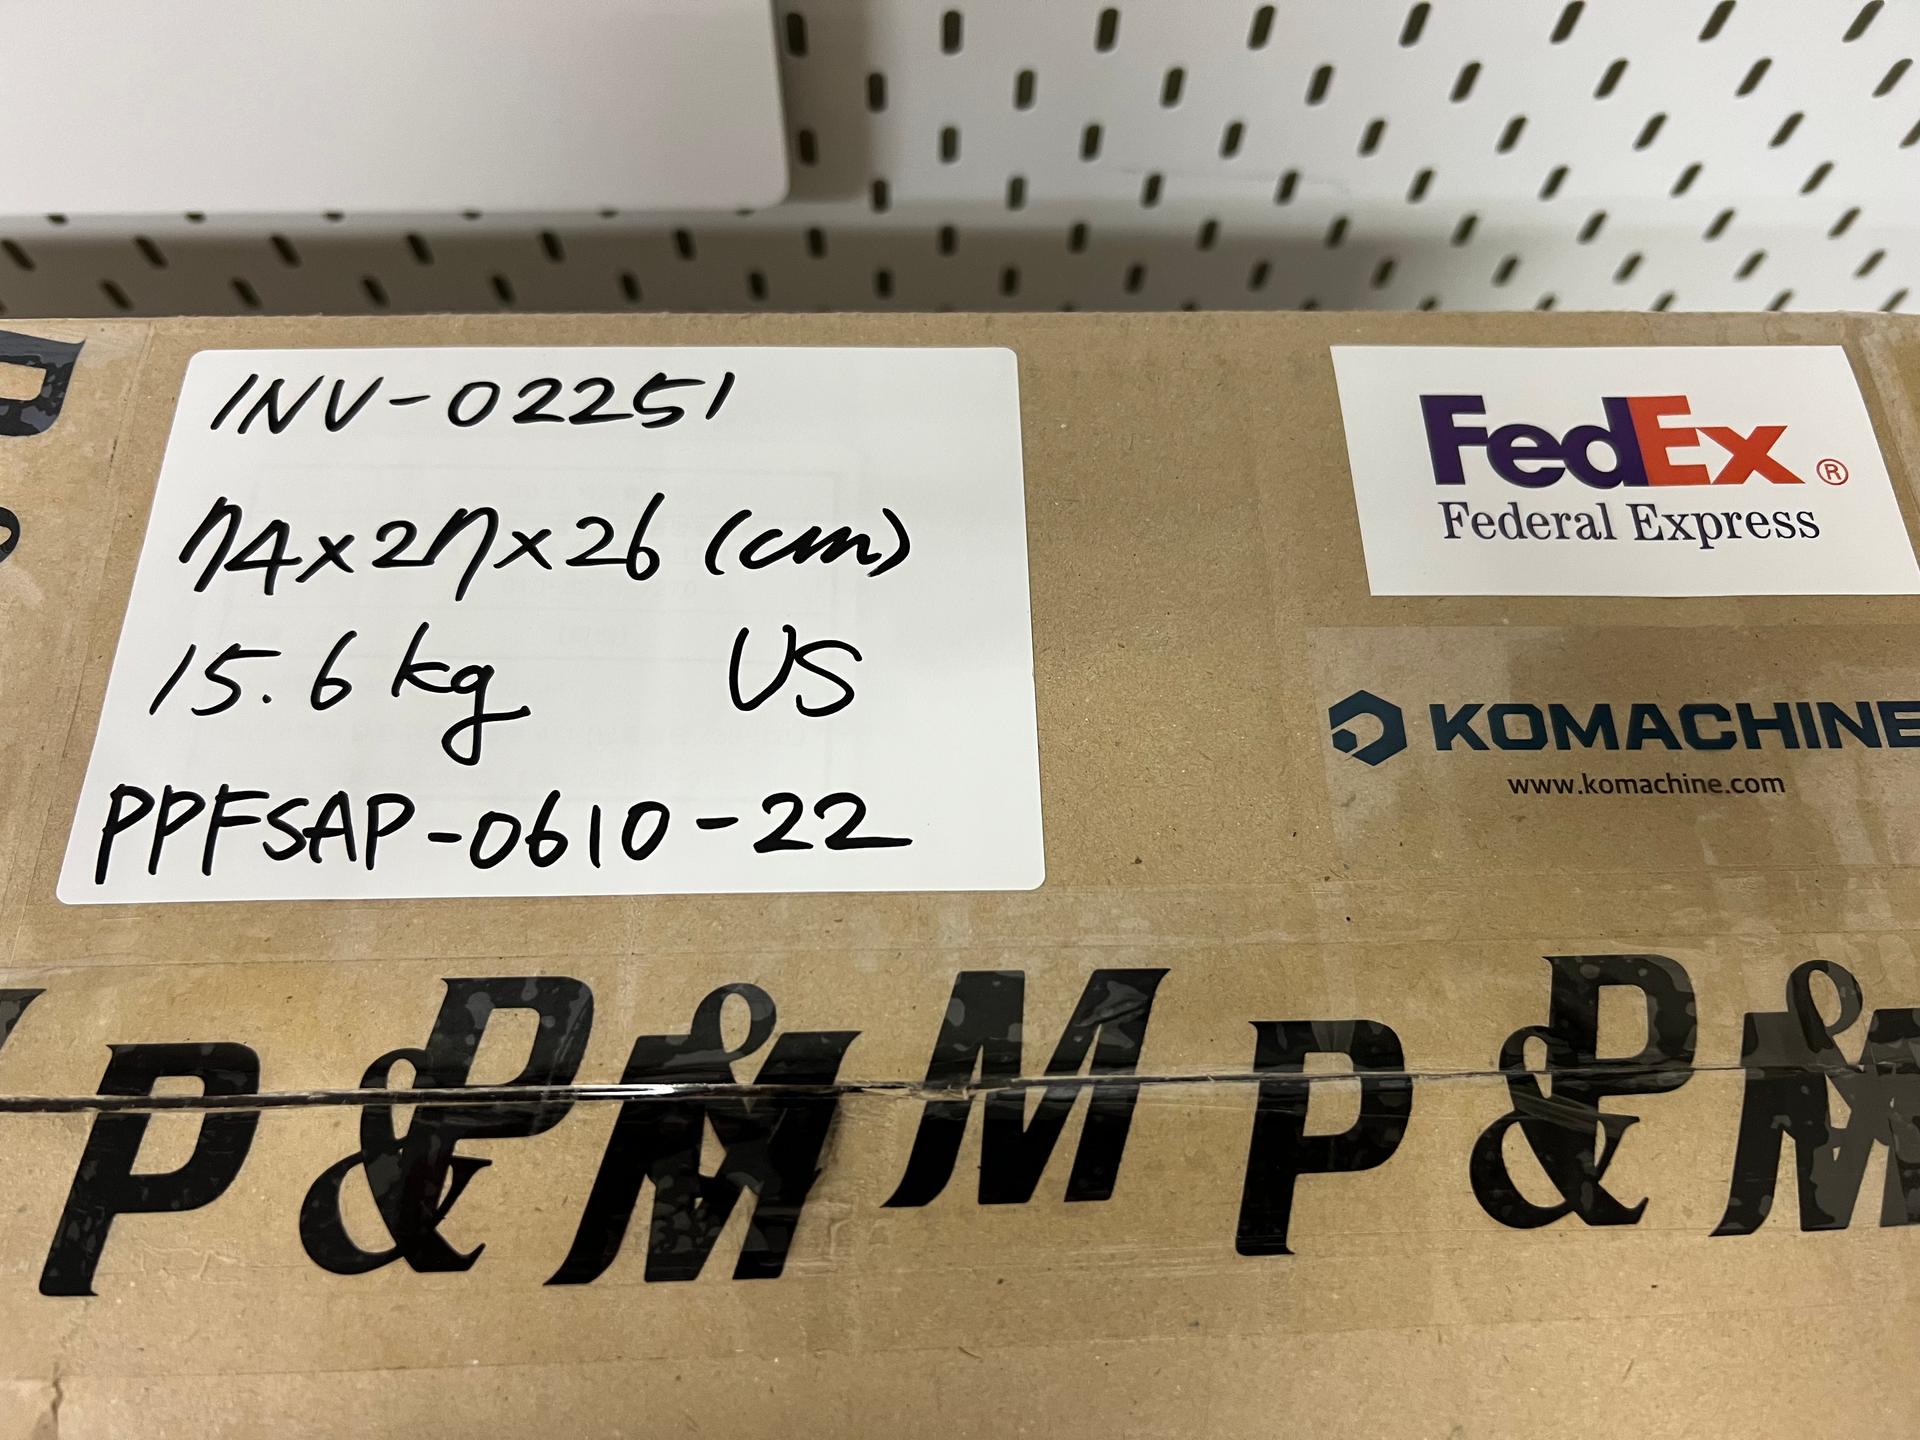 INV-02251
74x27x26 (cm)
15.6 kg US
PPFSAP-0610-22
FedEx®
Federal Express
KOMACHINE
www.komachine.com
P & P M M P & P M